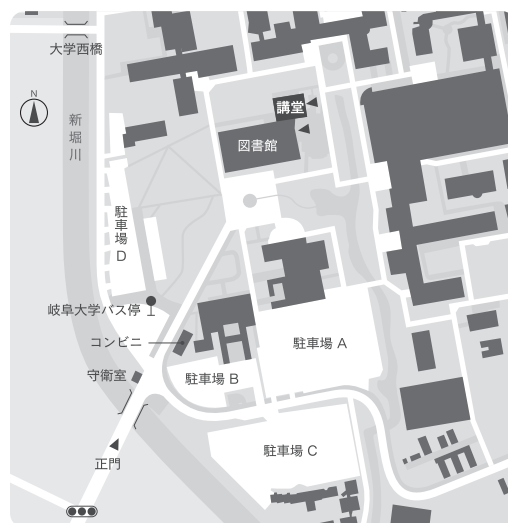 大学西橋
N
新堀川
講堂
図書館
駐車場 D
岐阜大学バス停
コンビニ
駐車場 A
守衛室
駐車場 B
駐車場 C
正門